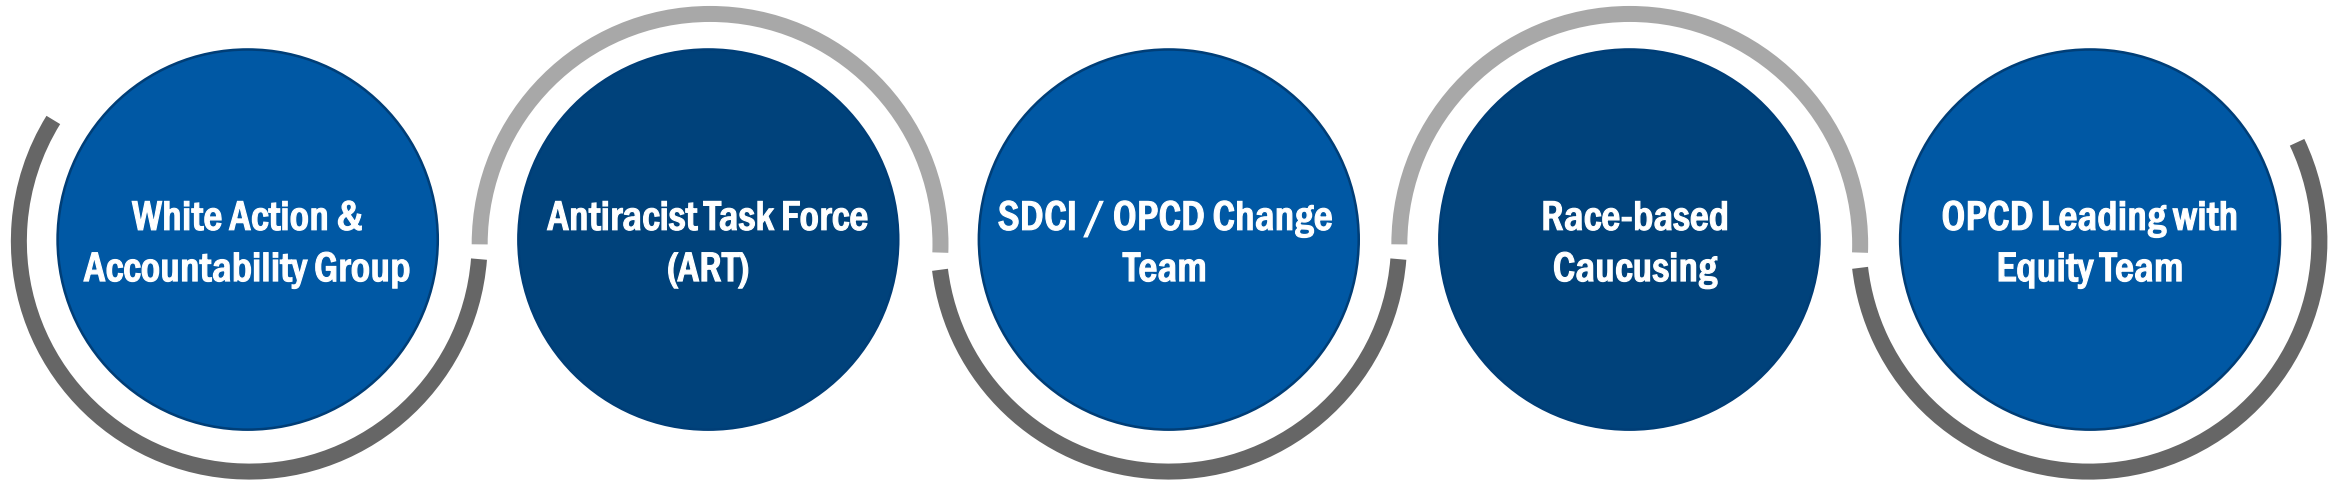 White Action &
Accountability Group
Antiracist Task Force
(ART)
SDCI / OPCD Change
Team
Race-based
Caucusing
OPCD Leading with
Equity Team